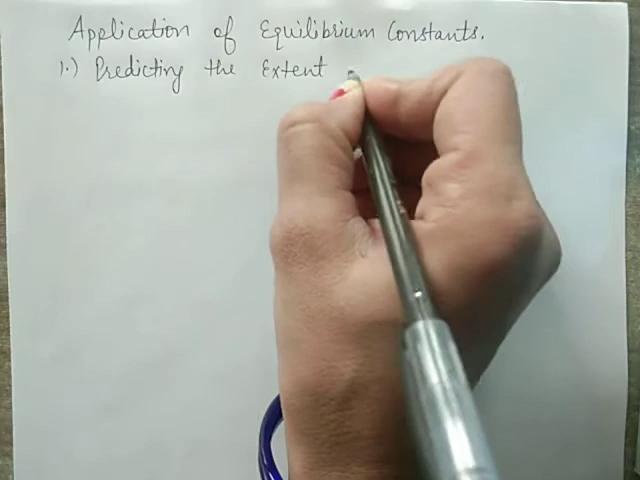 Application of Equilibrium Constants.
1.) Predicting the Extent